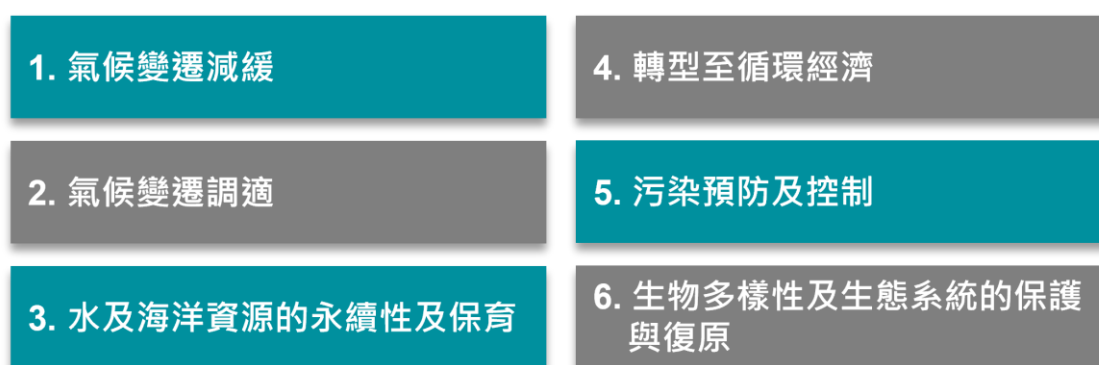 1. 氣候變遷減緩
2. 氣候變遷調適
3. 水及海洋資源的永續性及保育
4. 轉型至循環經濟
5. 污染預防及控制
6. 生物多樣性及生態系統的保護
與復原